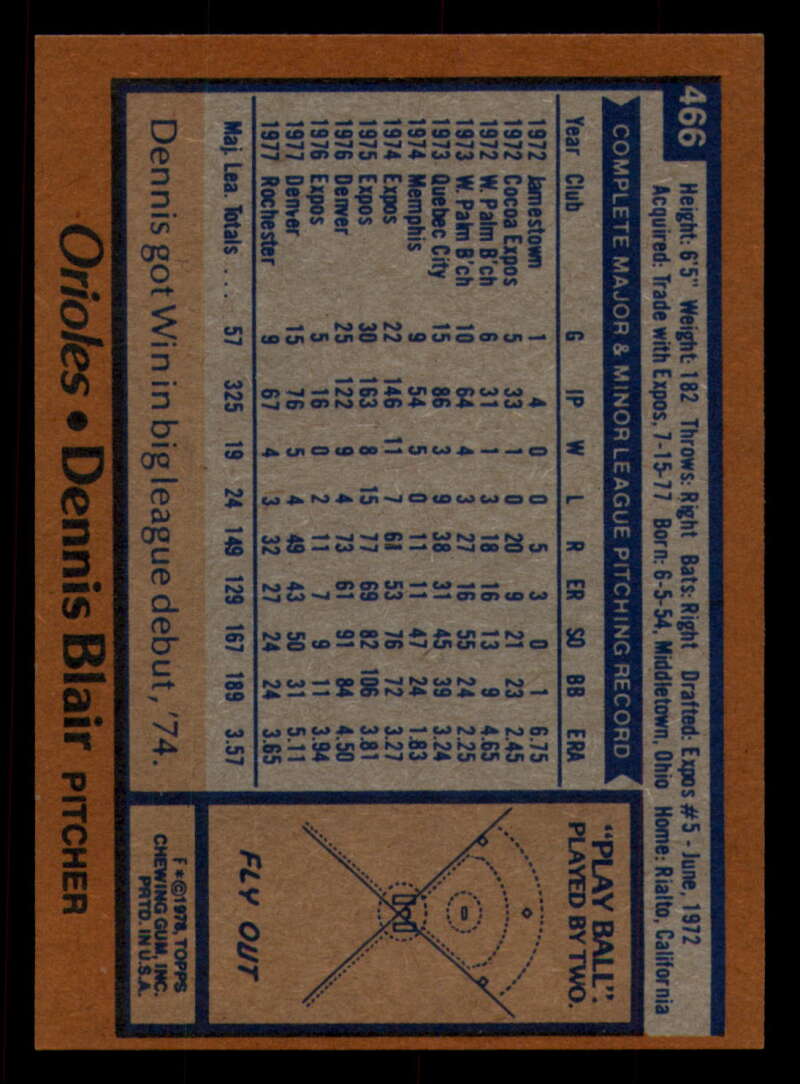 466
Height: 6'5" Weight: 182 Throws: Right Bats: Right Drafted: Expos #5 - June, 1972
Acquired: Trade with Expos, 7-15-77 Born: 6-5-54, Middletown, Ohio Home: Rialto, California
COMPLETE MAJOR & MINOR LEAGUE PITCHING RECORD
Year Club G IP W L R ER SO BB ERA
1972 Jamestown 1 4 0 0 5 3 0 1 6.75
1972 Cocoa Expos 5 33 1 0 20 9 21 23 2.45
1972 W. Palm B'ch 6 31 1 3 18 16 13 9 4.65
1973 W. Palm B'ch 10 64 4 3 27 16 55 24 2.25
1973 Quebec City 15 86 3 9 38 31 45 39 3.24
1974 Memphis 9 54 5 0 11 11 47 24 1.83
1974 Expos 22 146 11 7 61 53 76 72 3.27
1975 Expos 30 163 8 15 77 69 82 106 3.81
1976 Denver 25 122 9 4 73 61 91 84 4.50
1976 Expos 5 16 0 2 11 7 9 11 3.94
1977 Denver 15 76 5 4 49 43 50 31 5.11
1977 Rochester 9 67 4 3 32 27 24 24 3.65
Maj. Lea. Totals .... 57 325 19 24 149 129 167 189 3.57
Dennis got Win in big league debut, '74.
"PLAY BALL":
PLAYED BY TWO.
FLY OUT
F*©1978, TOPPS
CHEWING GUM, INC.
PRTD. IN U.S.A.
Orioles • Dennis Blair PITCHER